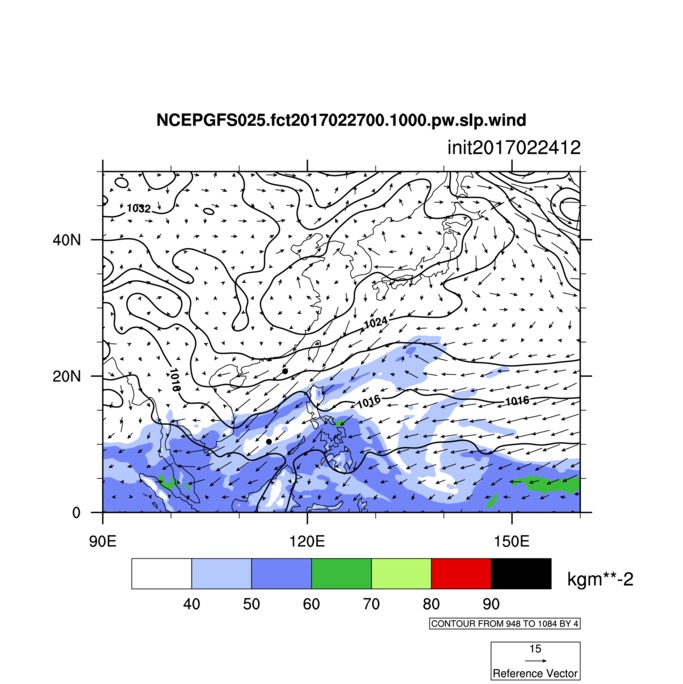 NCEPGFS025.fct2017022700.1000.pw.slp.wind
init2017022412
1032
40N
1024
1016
20N
1016
1016
0
90E 120E 150E
40 50 60 70 80 90
kgm**-2
CONTOUR FROM 948 TO 1084 BY 4
15
Reference Vector